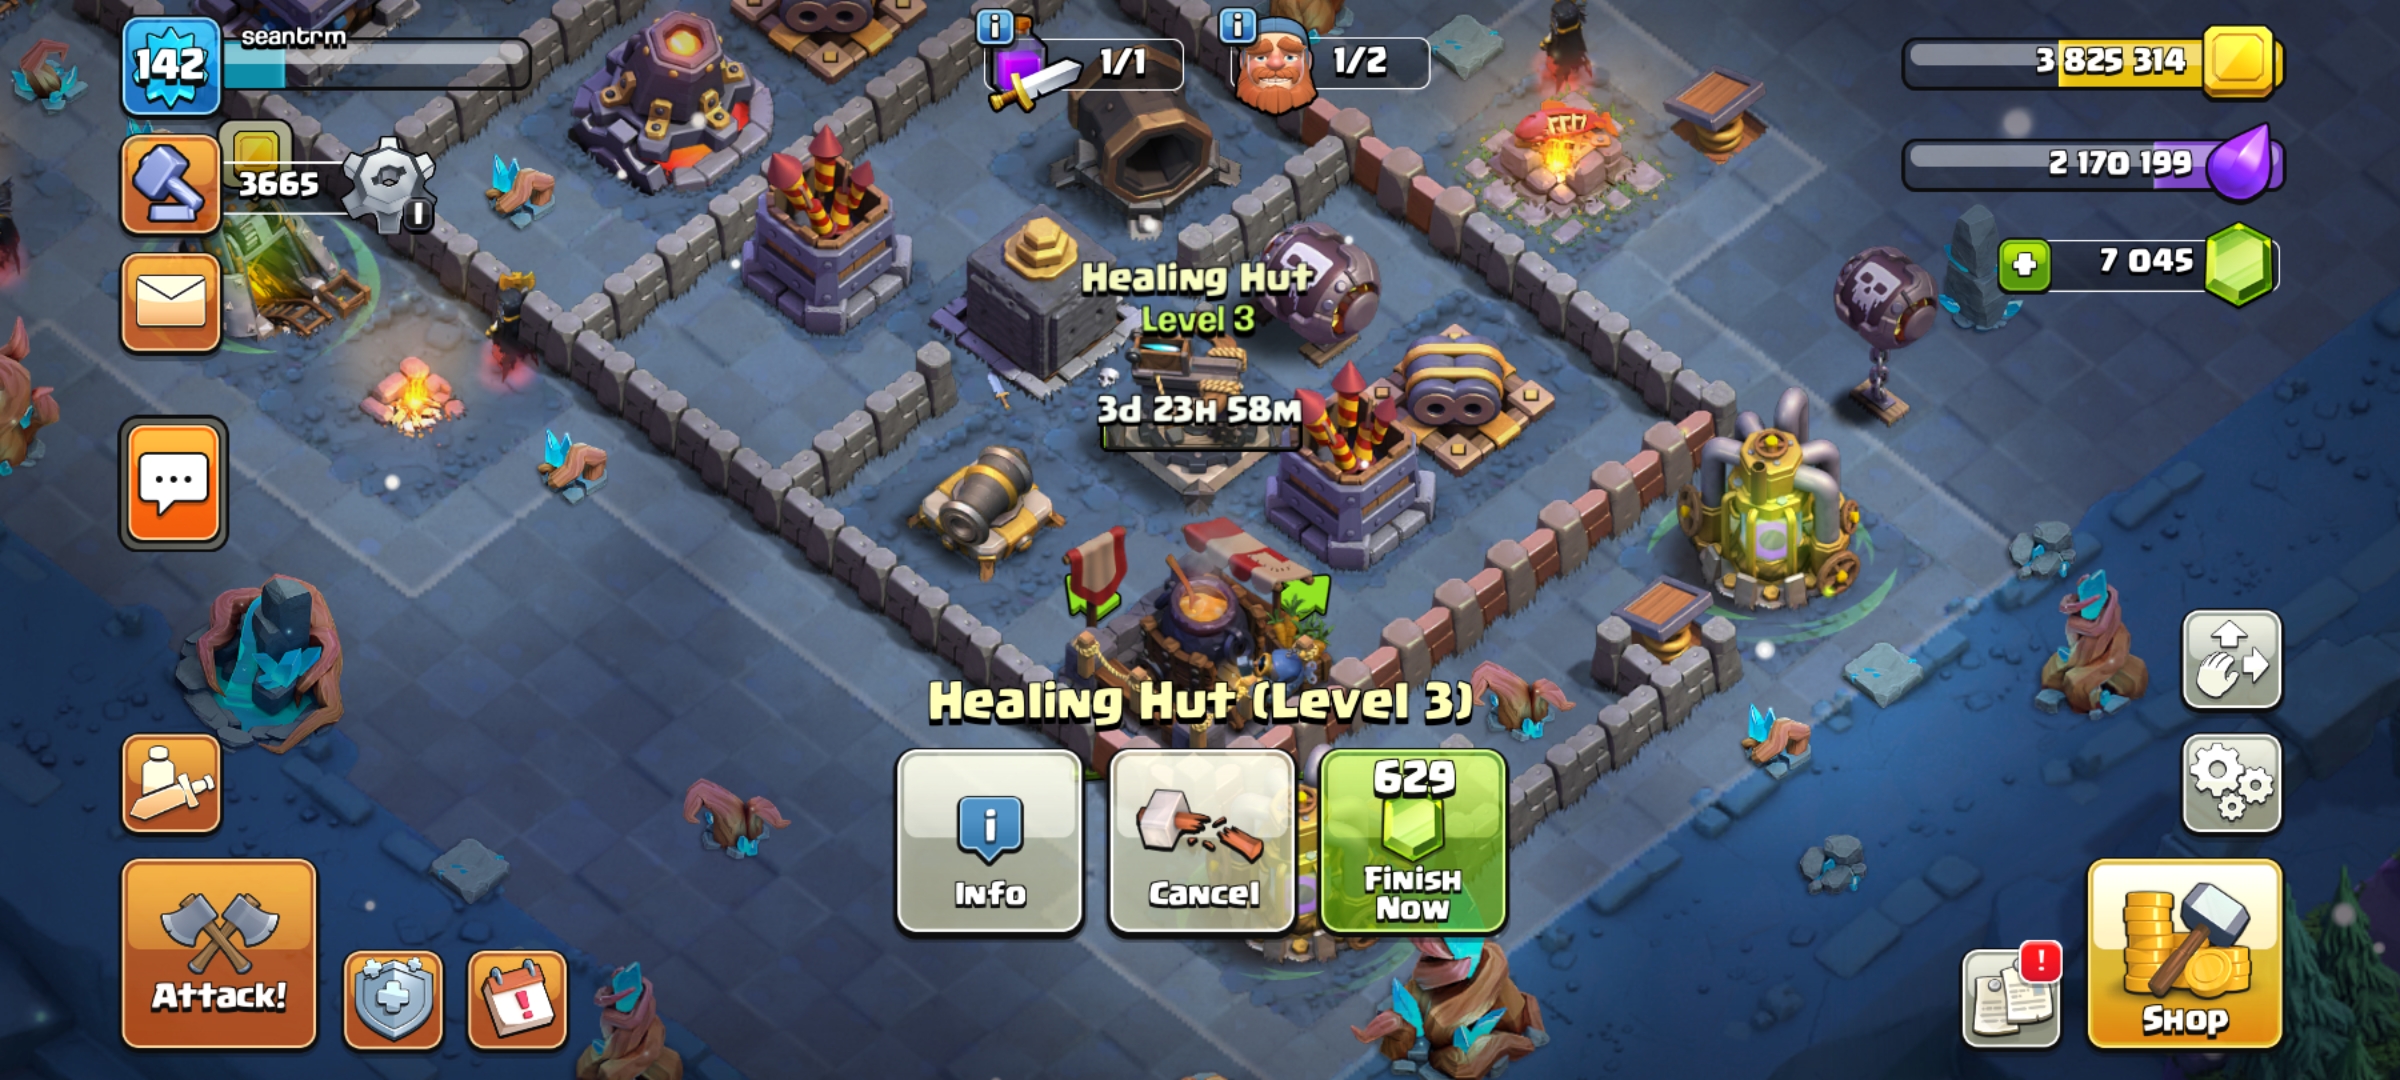 142
seantrm
1/1
1/2
3 825 314
3665
2 170 199
7 045
Healing Hut
Level 3
3d 23H 58M
Healing Hut (Level 3)
Info
Cancel
629
Finish
Now
Attack!
!
Shop